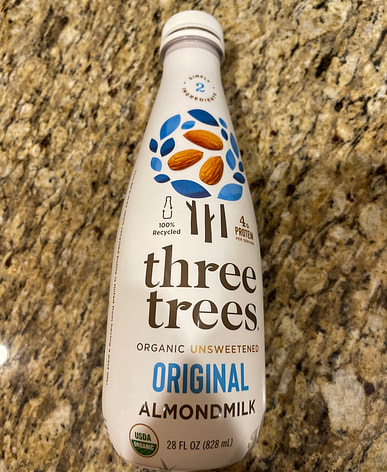 SIMPLY
2
INGREDIENTS
100%
Recycled
4G
PROTEIN
PER SERVING
three
trees
ORGANIC UNSWEETENED
ORIGINAL
ALMONDMILK
USDA
ORGANIC
28 FL OZ (828 mL)